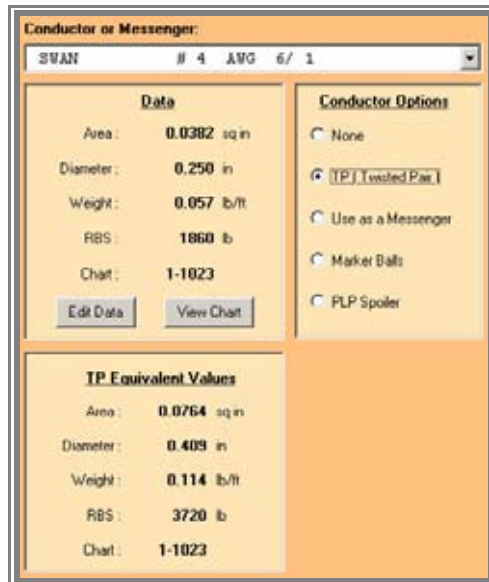 Conductor or Messenger:
SWAN # 4 AWG 6/ 1
Data
Area : 0.0382 sq in
Diameter : 0.250 in
Weight : 0.057 lb/ft
RBS : 1860 lb
Chart : 1-1023
Edit Data View Chart
Conductor Options
None
TP ( Twisted Pair )
Use as a Messenger
Marker Balls
PLP Spoiler
TP Equivalent Values
Area : 0.0764 sq in
Diameter : 0.409 in
Weight : 0.114 lb/ft
RBS : 3720 lb
Chart : 1-1023